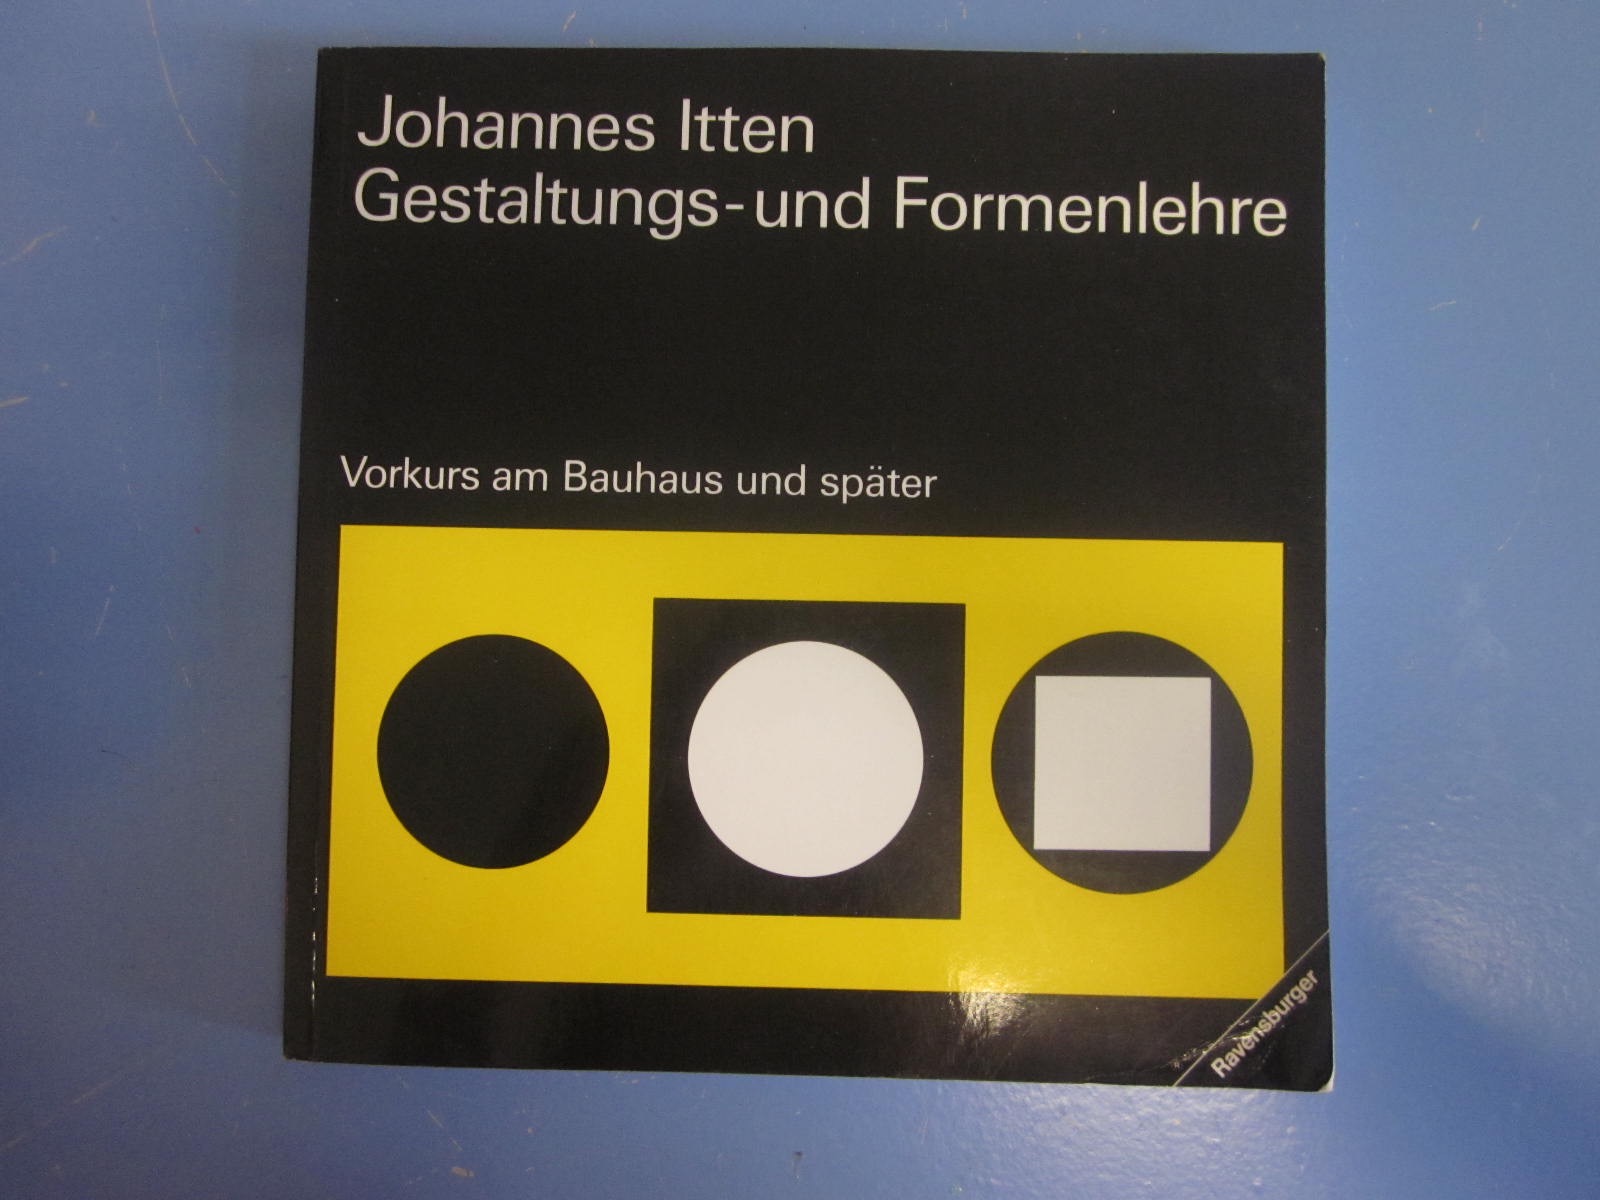 Johannes Itten
Gestaltungs- und Formenlehre
Vorkurs am Bauhaus und später
Ravensburger